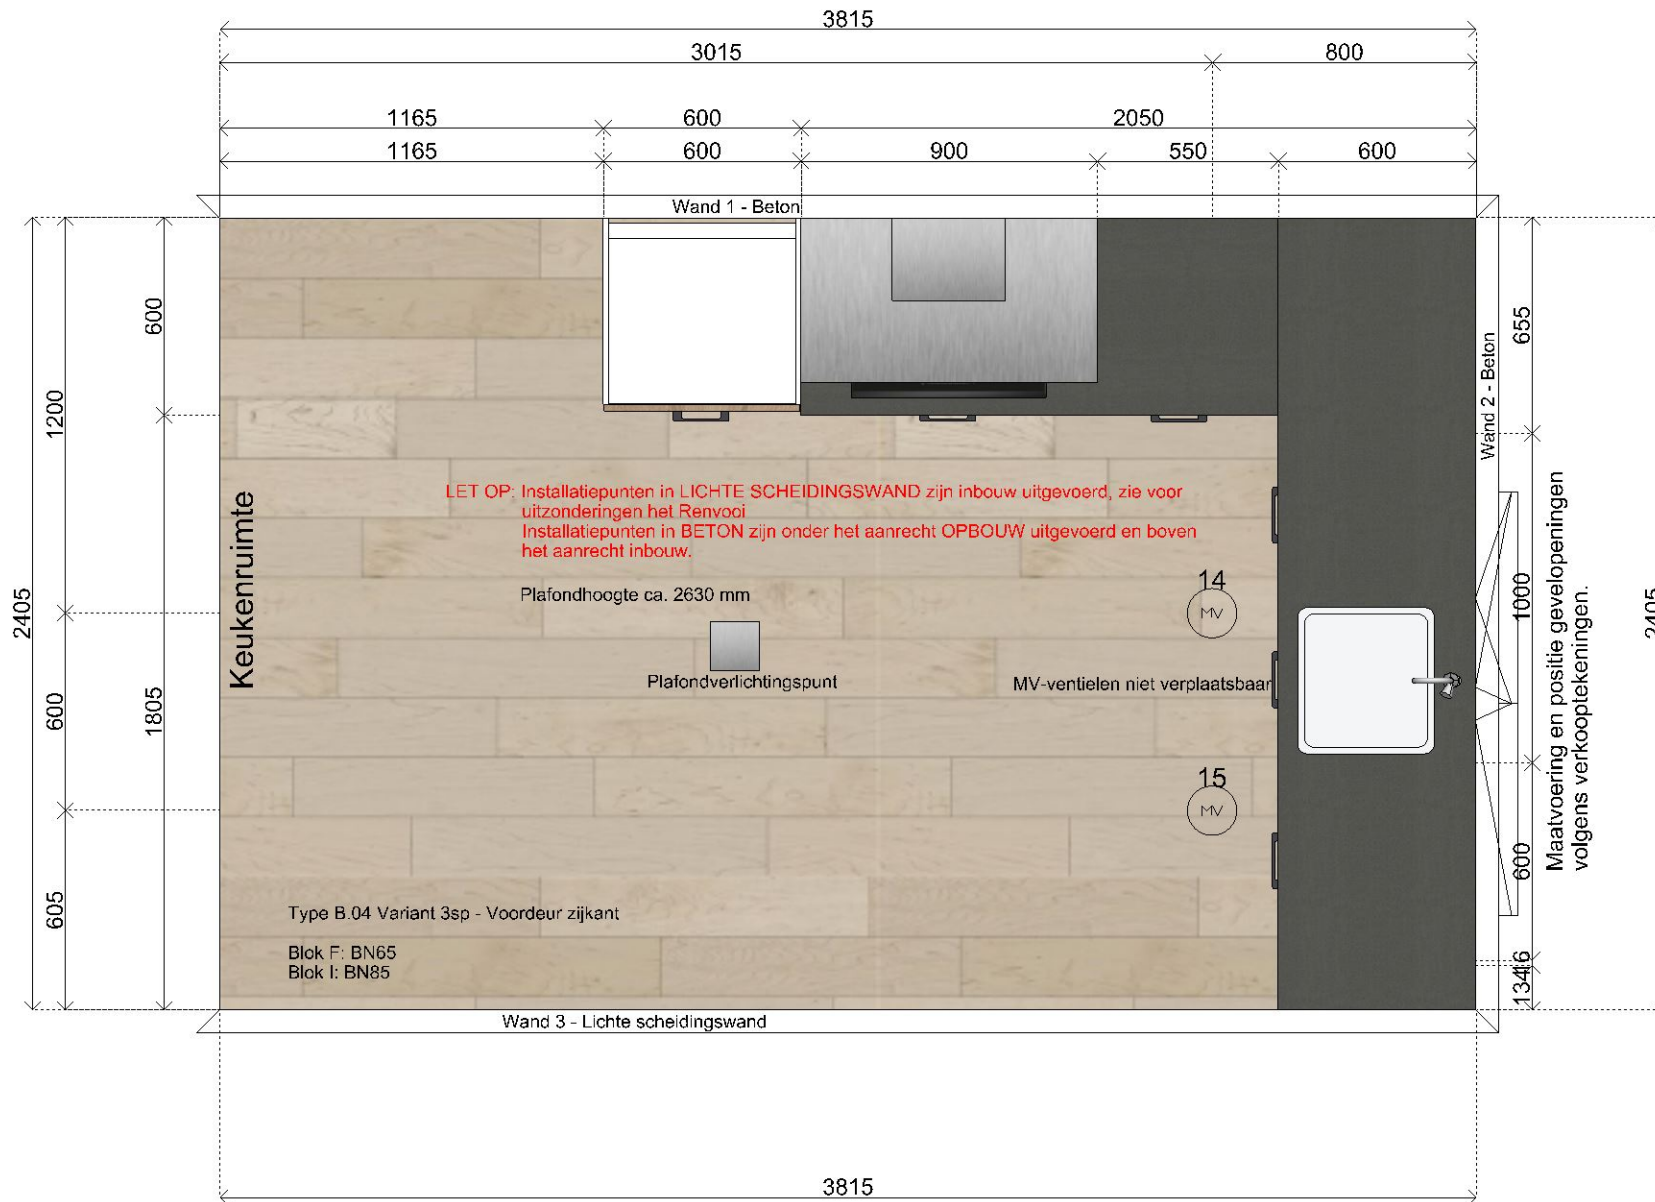 3815
3015 800
1165 600 2050
1165 600 900 550 600
Wand 1 - Beton
2405
1200
600
605
600
1805
Keukenruimte
LET OP: Installatiepunten in LICHTE SCHEIDINGSWAND zijn inbouw uitgevoerd, zie voor
uitzonderingen het Renvooi
Installatiepunten in BETON zijn onder het aanrecht OPBOUW uitgevoerd en boven
het aanrecht inbouw.
Plafondhoogte ca. 2630 mm
Plafondverlichtingspunt
14
MV
MV-ventielen niet verplaatsbaar
15
MV
Type B.04 Variant 3sp - Voordeur zijkant
Blok F: BN65
Blok I: BN85
Wand 2 - Beton
655
1000
600
16
134
Maatvoering en positie gevelopeningen
volgens verkooptekeningen.
2405
Wand 3 - Lichte scheidingswand
3815